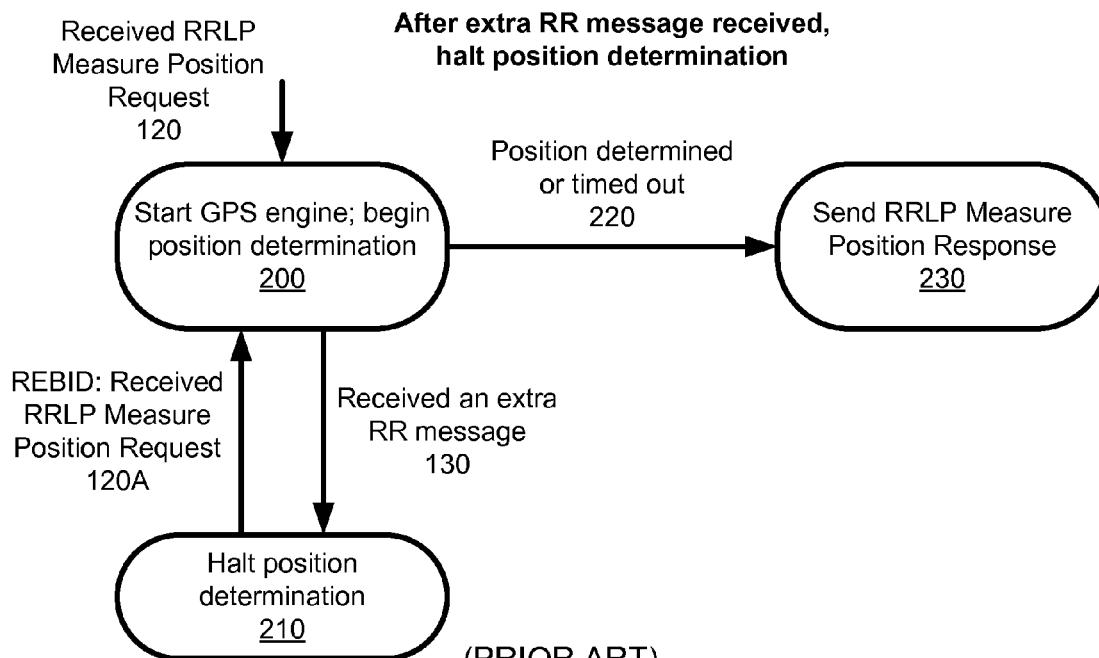 After extra RR message received,
halt position determination
Received RRLP
Measure Position
Request
120
Position determined
or timed out
220
Start GPS engine; begin
position determination
200
Send RRLP Measure
Position Response
230
REBID: Received
RRLP Measure
Position Request
120A
Received an extra
RR message
130
Halt position
determination
210
(PRIOR ART)